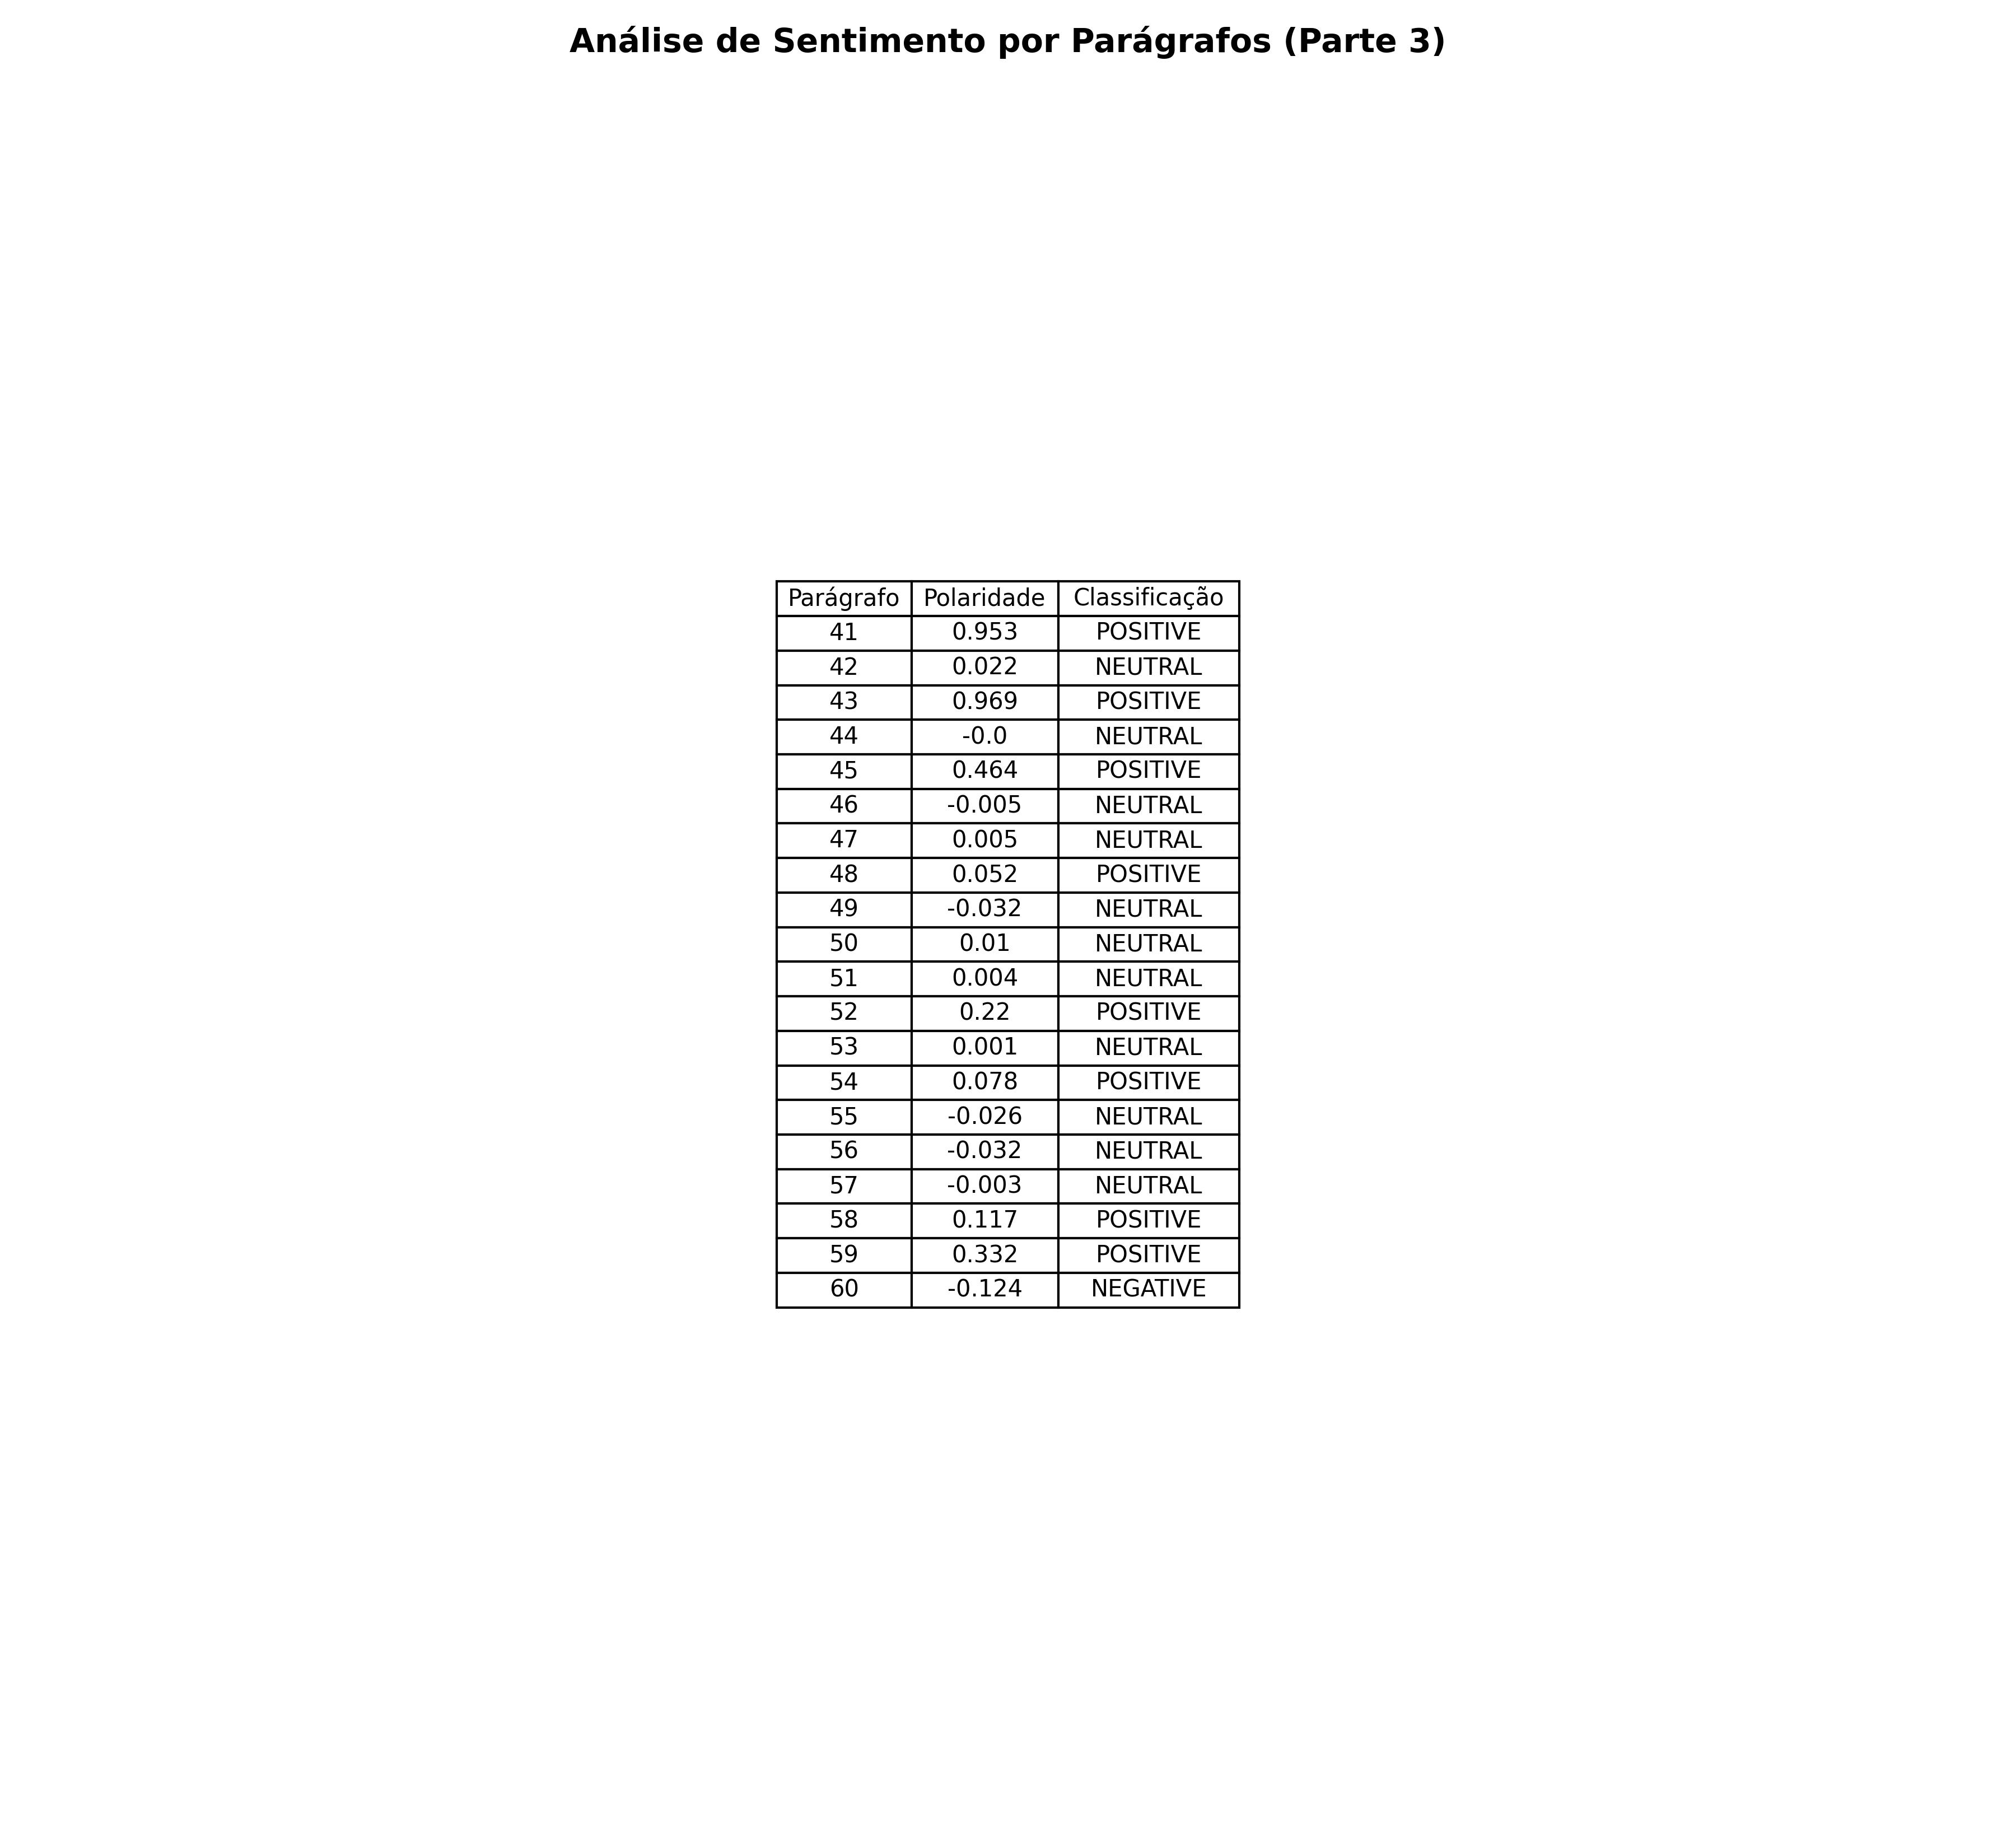 Análise de Sentimento por Parágrafos (Parte 3)
Parágrafo Polaridade Classificação
41 0.953 POSITIVE
42 0.022 NEUTRAL
43 0.969 POSITIVE
44 -0.0 NEUTRAL
45 0.464 POSITIVE
46 -0.005 NEUTRAL
47 0.005 NEUTRAL
48 0.052 POSITIVE
49 -0.032 NEUTRAL
50 0.01 NEUTRAL
51 0.004 NEUTRAL
52 0.22 POSITIVE
53 0.001 NEUTRAL
54 0.078 POSITIVE
55 -0.026 NEUTRAL
56 -0.032 NEUTRAL
57 -0.003 NEUTRAL
58 0.117 POSITIVE
59 0.332 POSITIVE
60 -0.124 NEGATIVE